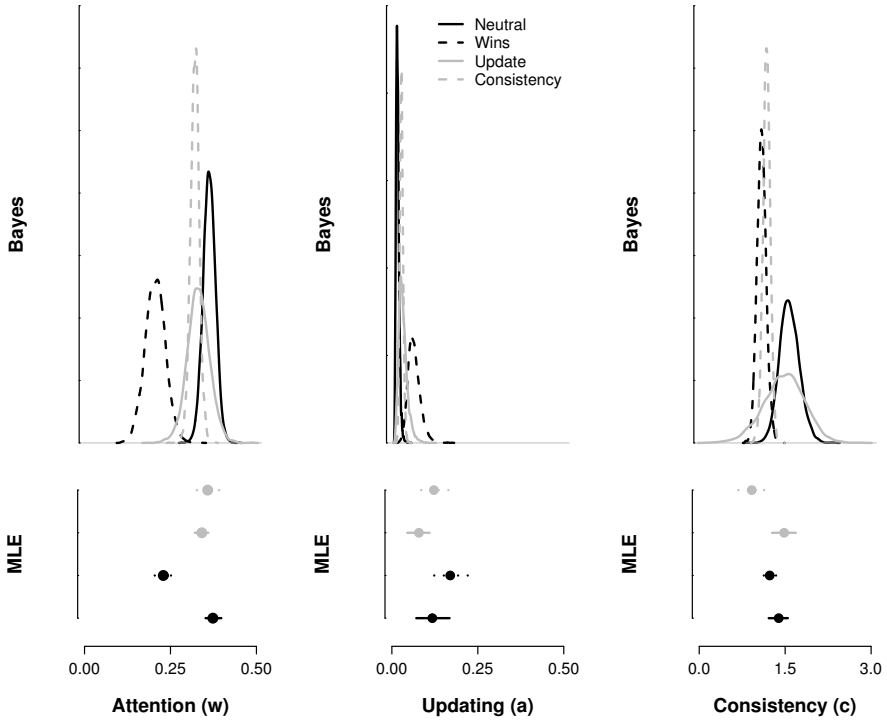 Neutral
Wins
Update
Consistency
Bayes
Bayes
Bayes
MLE
MLE
MLE
0.00 0.25 0.50
0.00 0.25 0.50
0.0 1.5 3.0
Attention (w)
Updating (a)
Consistency (c)